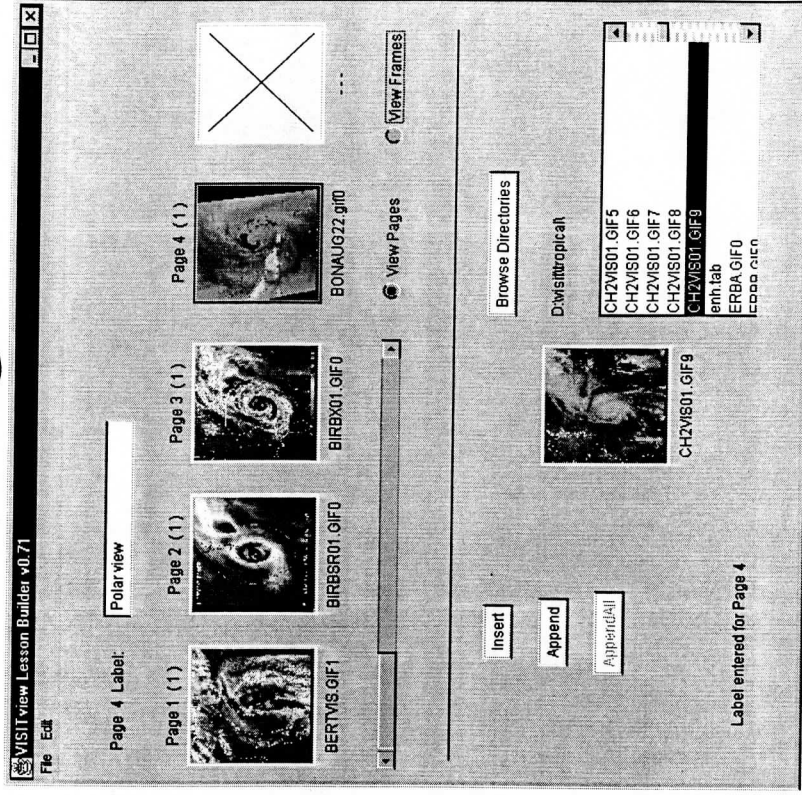 VISITview Lesson Builder v0.71
File Edit
Page 4 Label: Polar view
Page 1 (1) Page 2 (1) Page 3 (1) Page 4 (1)
BERTVIS.GIF1 BIRBSR01.GIF0 BIRBX01.GIF0 BONAUG22.gif0 ---
View Pages View Frames
Insert
Append
AppendAll
CH2VIS01.GIF9
Browse Directories
D:\visit\tropical\
CH2VIS01.GIF5
CH2VIS01.GIF6
CH2VIS01.GIF7
CH2VIS01.GIF8
CH2VIS01.GIF9
enh.tab
ERBA.GIF0
ERBB.GIF0
Label entered for Page 4